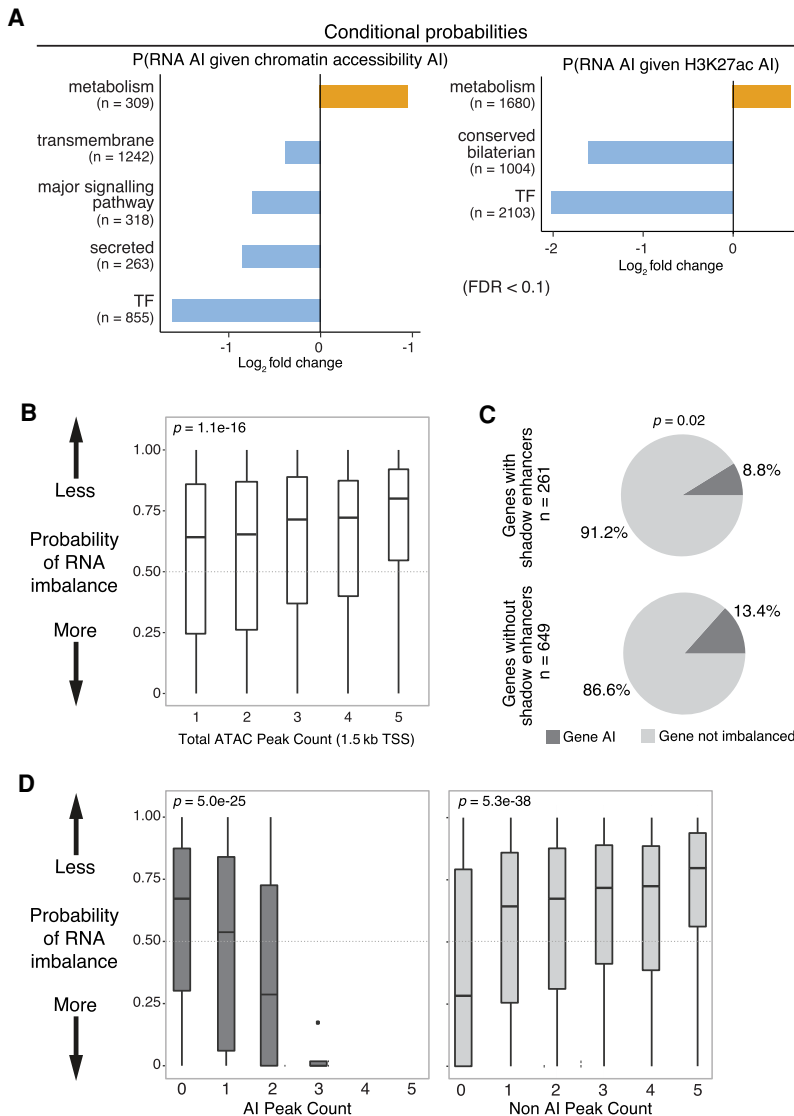 A
Conditional probabilities
P(RNA AI given chromatin accessibility AI)
metabolism
(n = 309)
transmembrane
(n = 1242)
major signalling
pathway
(n = 318)
secreted
(n = 263)
TF
(n = 855)
-1
0
-1
Log2 fold change
P(RNA AI given H3K27ac AI)
metabolism
(n = 1680)
conserved
bilaterian
(n = 1004)
TF
(n = 2103)
-2
-1
0
Log2 fold change
(FDR < 0.1)
B
Less
Probability
of RNA
imbalance
More
p = 1.1e-16
1.00
0.75
0.50
0.25
0
1
2
3
4
5
Total ATAC Peak Count (1.5 kb TSS)
C
p = 0.02
Genes with
shadow enhancers
n = 261
8.8%
91.2%
Genes without
shadow enhancers
n = 649
13.4%
86.6%
Gene AI
Gene not imbalanced
D
Less
Probability
of RNA
imbalance
More
p = 5.0e-25
1.00
0.75
0.50
0.25
0
0
1
2
3
4
5
AI Peak Count
p = 5.3e-38
0
1
2
3
4
5
Non AI Peak Count